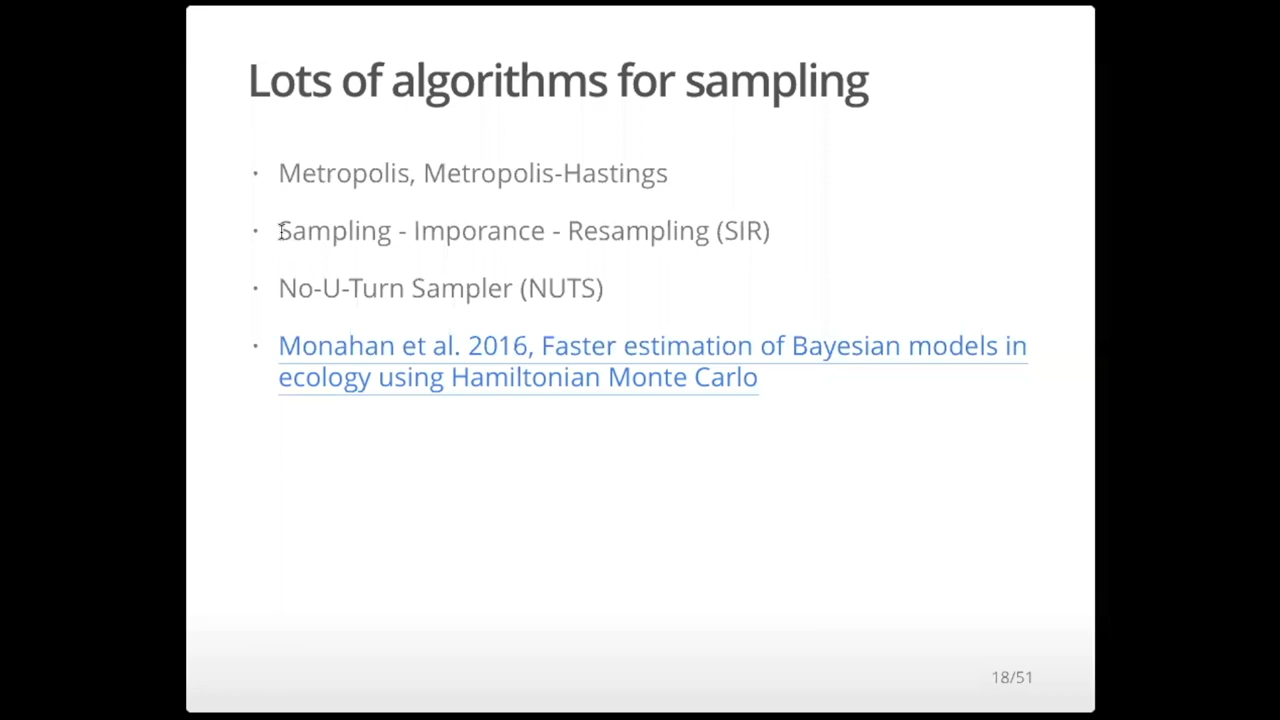 Lots of algorithms for sampling
· Metropolis, Metropolis-Hastings
· Sampling - Imporance - Resampling (SIR)
· No-U-Turn Sampler (NUTS)
· Monahan et al. 2016, Faster estimation of Bayesian models in
ecology using Hamiltonian Monte Carlo
18/51